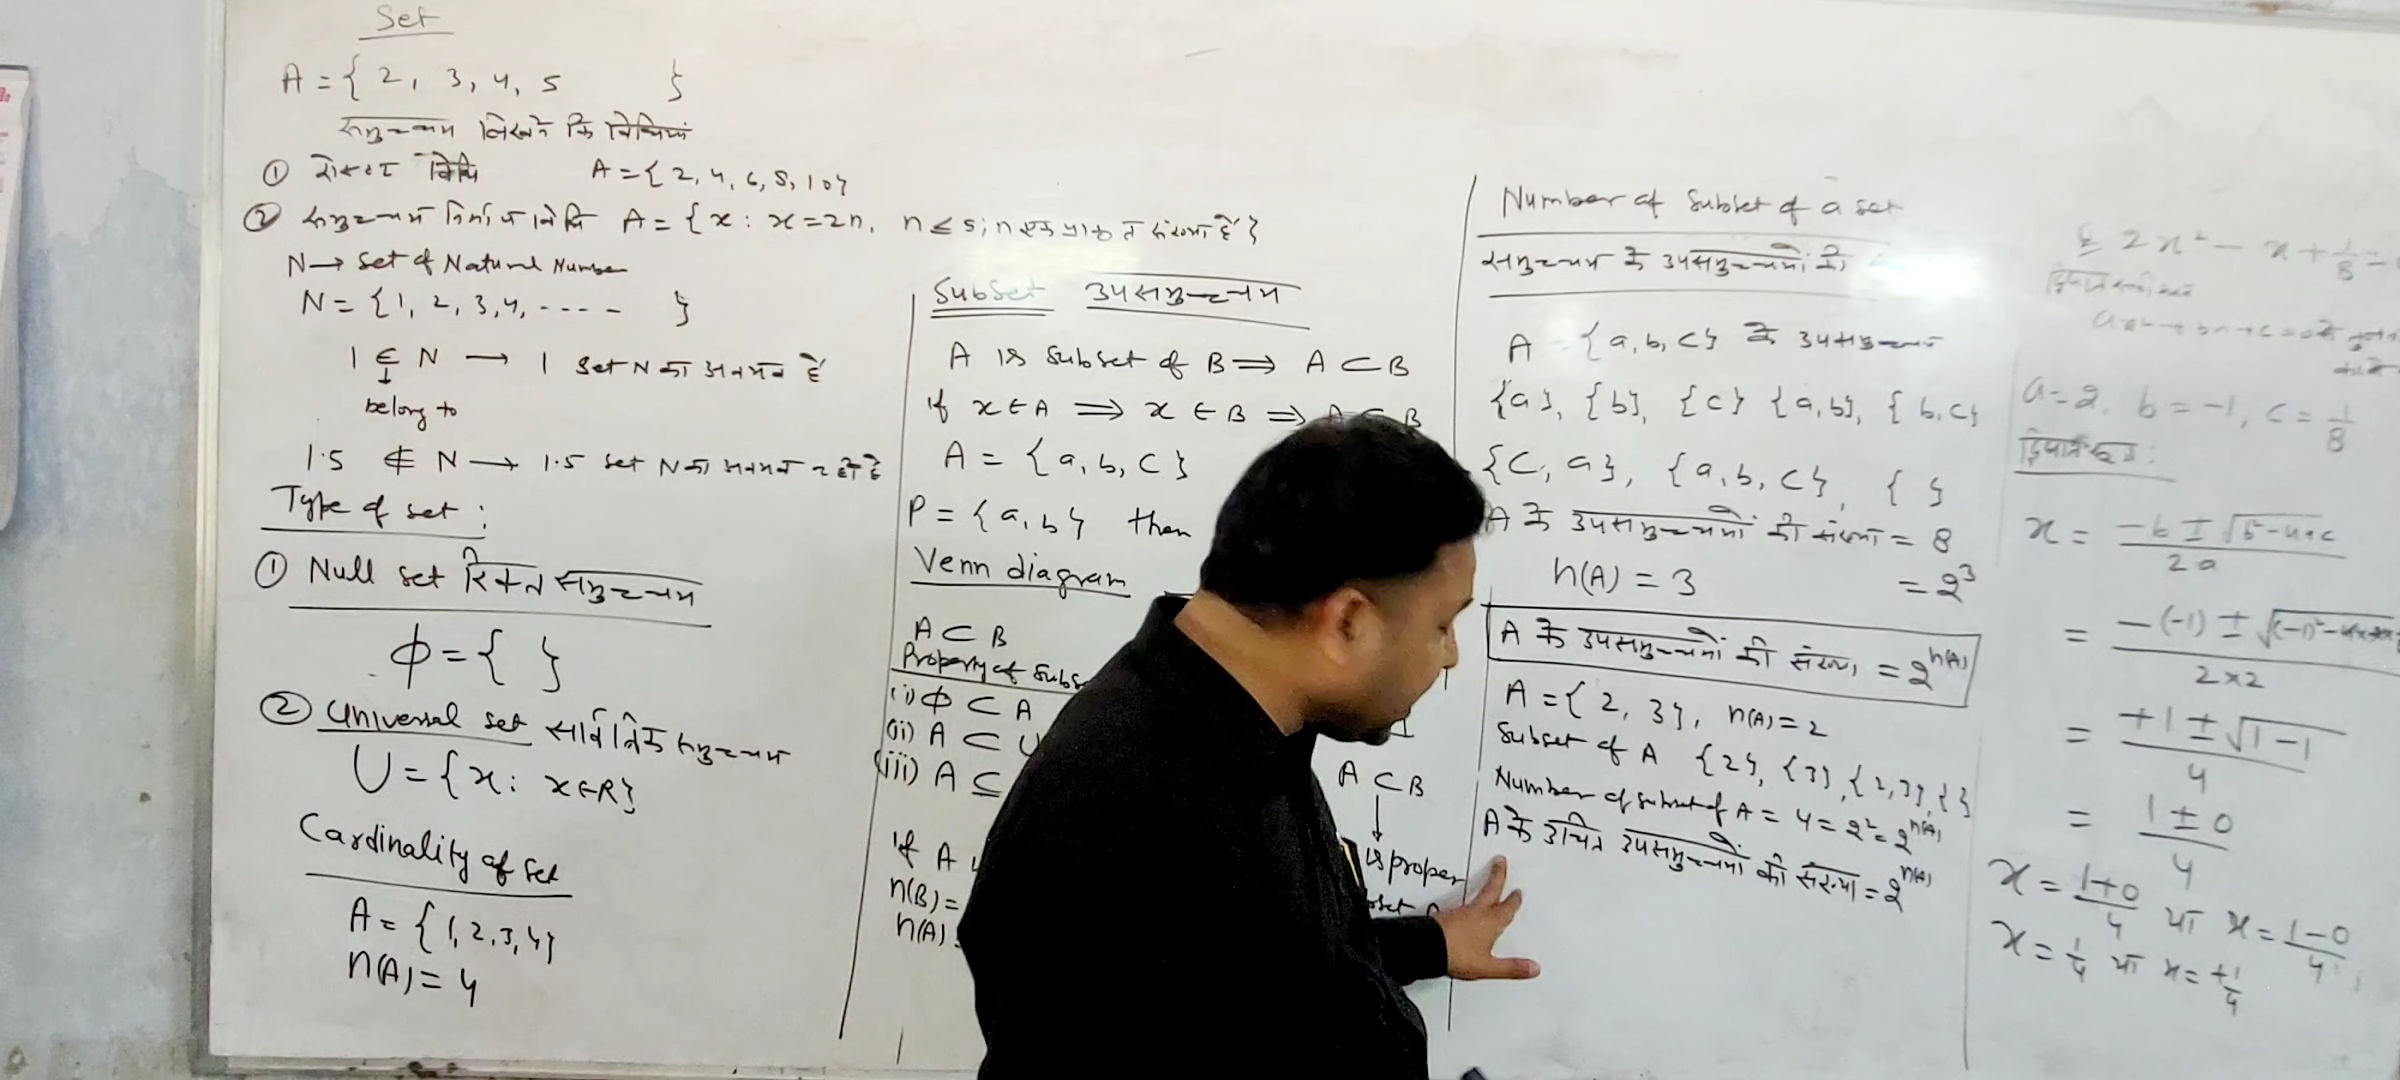 Set
A = { 2, 3, 4, 5 }
समुच्चय लिखने कि विधियां
① रोस्टर विधि A = { 2, 4, 6, 8, 10 }
② समुच्चय निर्माण विधि A = { x : x = 2n, n ≤ 5 ; n एक प्राकृत संख्या है }
N → Set of Natural Number
N = { 1, 2, 3, 4, ---- }
1 ∈ N → 1 set N का अवयव है
belong to
1.5 ∉ N → 1.5 set N का अवयव नहीं है
Type of set :
① Null set रिक्त समुच्चय
ϕ = { }
② Universal set समुच्चय
U = { x : x ∈ R }
Cardinality of set
A = { 1, 2, 3, 4 }
n(A) = 4
Subset उपसमुच्चय
A is subset of B ⟹ A ⊂ B
if x ∈ A ⟹ x ∈ B ⟹ A ⊂ B
A = { a, b, c }
P = { a, b } then
Venn diagram
A ⊂ B
Property of
(i) ϕ ⊂ A
(ii) A ⊂ U
(iii) A ⊆
A ⊂ B
↓
is proper
if A
n(B) =
n(A)
Number of subset of a set
समुच्चय के उपसमुच्चयों की
A = { a, b, c } के उपसमुच्चय
{a}, {b}, {c} {a, b}, { b, c }
{ c, a }, { a, b, c }, { }
A के उपसमुच्चयों की संख्या = 8
n(A) = 3 = 2³
A के उपसमुच्चयों की संख्या = 2^n(A)
A = { 2, 3 }, n(A) = 2
Subset of A {2}, {3}, {2, 3}, { }
Number of subset of A = 4 = 2² = 2^n(A)
A के उचित उपसमुच्चयों की संख्या = 2^n(A)
2x² - x + 1/8 =
a = 2, b = -1, c = 1/8
x = (-b ± √
2a
= -(-1) ± √(-1)² -
2×2
= +1 ± √1-1
4
= 1 ± 0
4
x = 1+0/4 या x = 1-0/4
x = 1/4 या x = +1/4